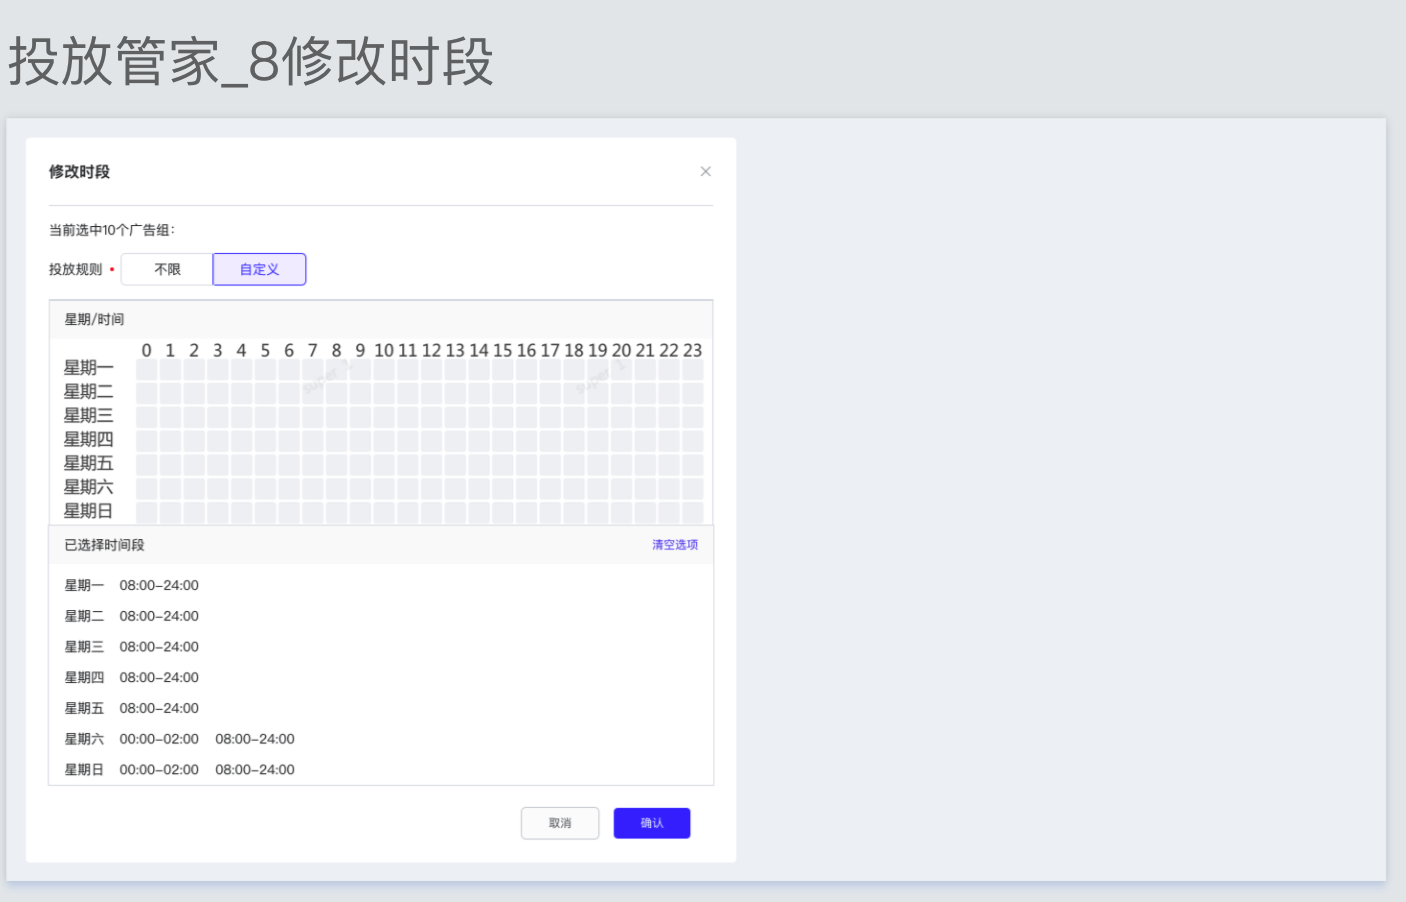 投放管家_8修改时段
修改时段
当前选中10个广告组:
投放规则 • 不限 自定义
星期/时间
0 1 2 3 4 5 6 7 8 9 10 11 12 13 14 15 16 17 18 19 20 21 22 23
super_1 super_1
星期一
星期二
星期三
星期四
星期五
星期六
星期日
已选择时间段 清空选项
星期一 08:00-24:00
星期二 08:00-24:00
星期三 08:00-24:00
星期四 08:00-24:00
星期五 08:00-24:00
星期六 00:00-02:00 08:00-24:00
星期日 00:00-02:00 08:00-24:00
取消 确认